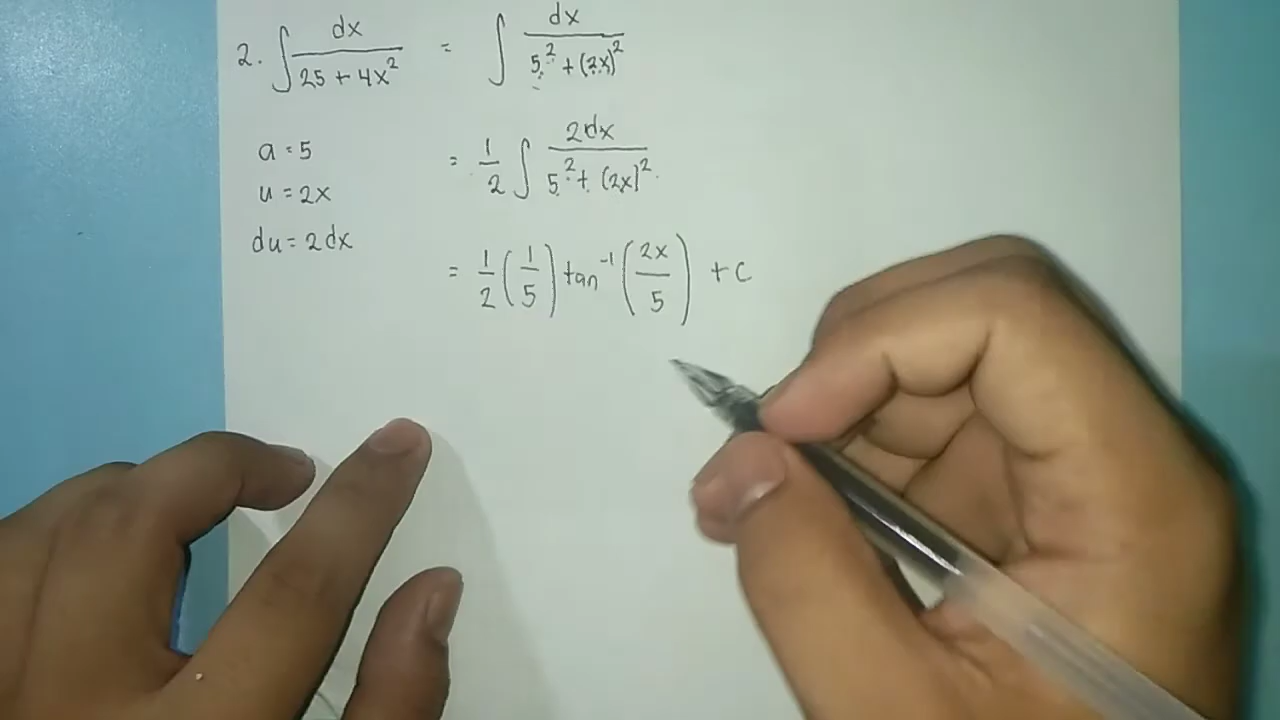 2. ∫ dx / 25 + 4x² = ∫ dx / 5² + (2x)²
a = 5
= 1/2 ∫ 2dx / 5² + (2x)²
u = 2x
du = 2dx
= 1/2 (1/5) tan⁻¹ (2x/5) + C